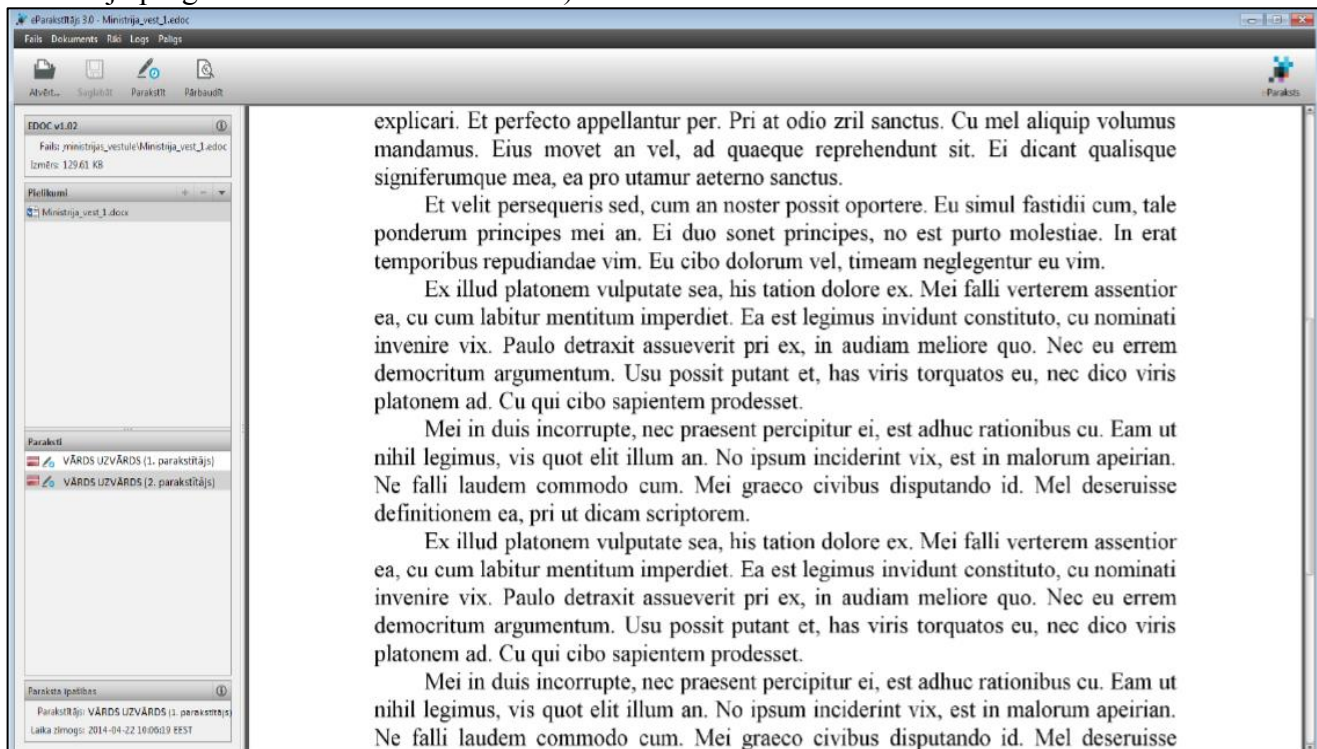 eParakstītājs 3.0 - Ministrija_vest_1.edoc
Fails Dokuments Rīki Logs Palīgs
Atvērt... Saglabāt Parakstīt Pārbaudīt
eParaksts
EDOC v1.02
Fails: ./ministrijas_vestule\Ministrija_vest_1.edoc
Izmērs: 129.61 KB
Pielikumi
Ministrija_vest_1.docx
Paraksti
VĀRDS UZVĀRDS (1. parakstītājs)
VĀRDS UZVĀRDS (2. parakstītājs)
Paraksta īpatības
Parakstītājs: VĀRDS UZVĀRDS (1. parakstītājs)
Laika zīmogs: 2014-04-22 10:06:19 EEST
explicari. Et perfecto appellantur per. Pri at odio zril sanctus. Cu mel aliquip volumus
mandamus. Eius movet an vel, ad quaeque reprehendunt sit. Ei dicant qualisque
signiferumque mea, ea pro utamur aeterno sanctus.
Et velit persequeris sed, cum an noster possit oportere. Eu simul fastidii cum, tale
ponderum principes mei an. Ei duo sonet principes, no est purto molestiae. In erat
temporibus repudiandae vim. Eu cibo dolorum vel, timeam neglegentur eu vim.
Ex illud platonem vulputate sea, his tation dolore ex. Mei falli verterem assentior
ea, cu cum labitur mentitum imperdiet. Ea est legimus invidunt constituto, cu nominati
invenire vix. Paulo detraxit assueverit pri ex, in audiam meliore quo. Nec eu errem
democritum argumentum. Usu possit putant et, has viris torquatos eu, nec dico viris
platonem ad. Cu qui cibo sapientem prodesset.
Mei in duis incorrupte, nec praesent percipitur ei, est adhuc rationibus cu. Eam ut
nihil legimus, vis quot elit illum an. No ipsum inciderint vix, est in malorum apeirian.
Ne falli laudem commodo cum. Mei graeco civibus disputando id. Mel deseruisse
definitionem ea, pri ut dicam scriptorem.
Ex illud platonem vulputate sea, his tation dolore ex. Mei falli verterem assentior
ea, cu cum labitur mentitum imperdiet. Ea est legimus invidunt constituto, cu nominati
invenire vix. Paulo detraxit assueverit pri ex, in audiam meliore quo. Nec eu errem
democritum argumentum. Usu possit putant et, has viris torquatos eu, nec dico viris
platonem ad. Cu qui cibo sapientem prodesset.
Mei in duis incorrupte, nec praesent percipitur ei, est adhuc rationibus cu. Eam ut
nihil legimus, vis quot elit illum an. No ipsum inciderint vix, est in malorum apeirian.
Ne falli laudem commodo cum. Mei graeco civibus disputando id. Mel deseruisse